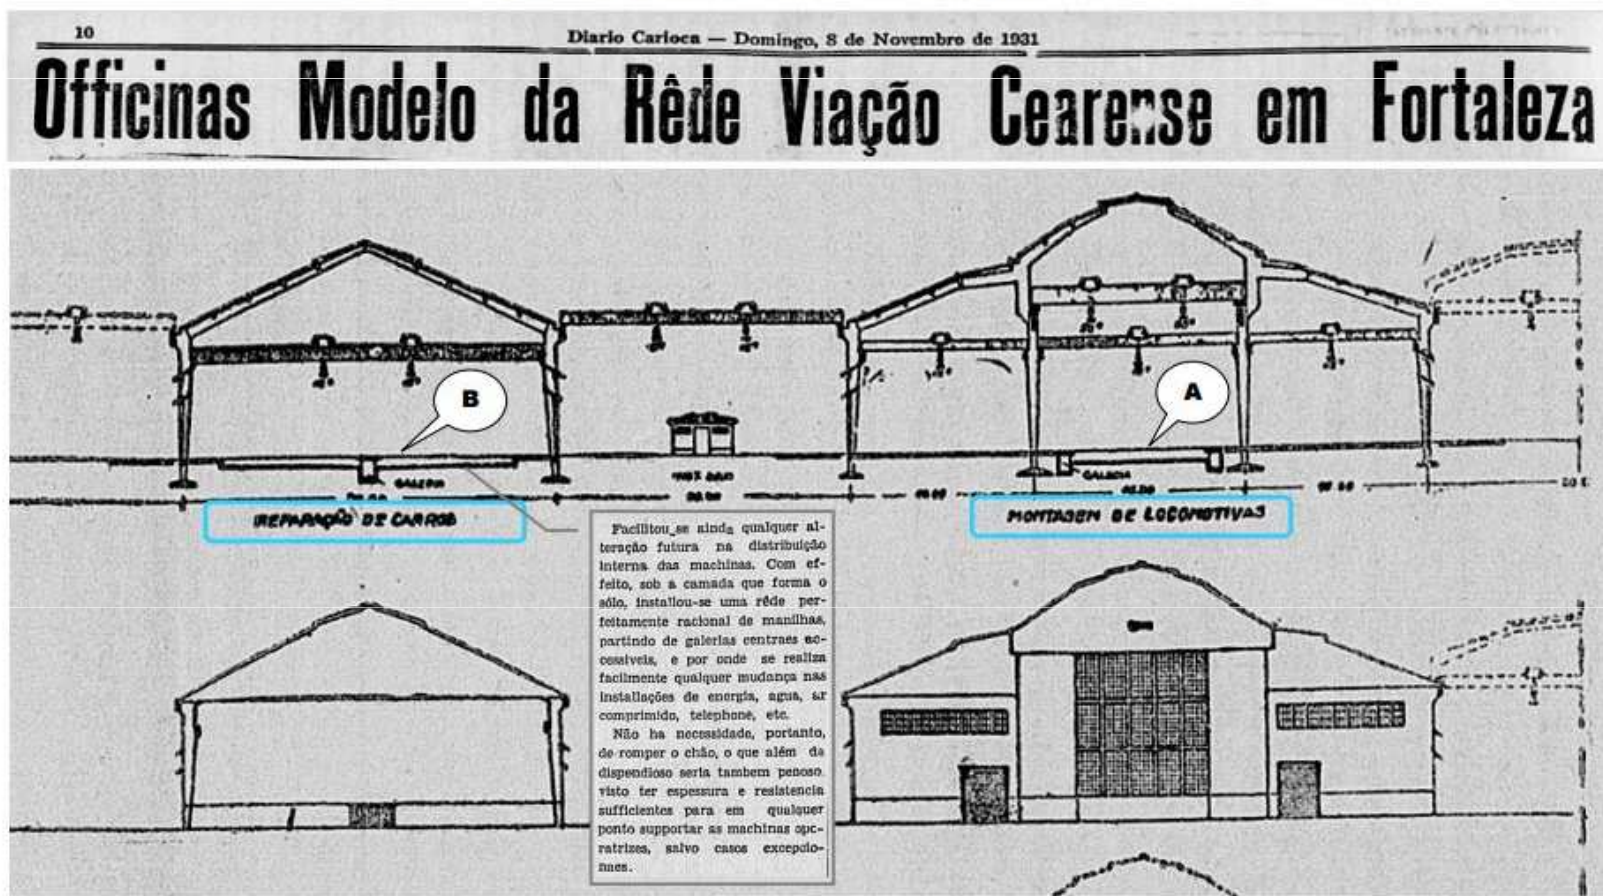 10
Diario Carioca — Domingo, 8 de Novembro de 1931
Officinas Modelo da Rêde Viação Cearense em Fortaleza
B
A
GALERIA
GALERIA
REPARAÇÃO DE CARROS
MONTAGEM DE LOCOMOTIVAS
Facilitou_se ainda qualquer al-
teração futura na distribuição
interna das machinas. Com ef-
feito, sob a camada que forma o
sólo, installou-se uma rêde per-
feitamente racional de manilhas,
partindo de galerias centraes ac-
cessiveis, e por onde se realiza
facilmente qualquer mudança nas
installações de energia, agua, ar
comprimido, telephone, etc.
Não ha necessidade, portanto,
de romper o chão, o que além de
dispendioso seria tambem penoso
visto ter espessura e resistencia
sufficientes para em qualquer
ponto supportar as machinas ope-
ratrizes, salvo casos excepcio-
naes.